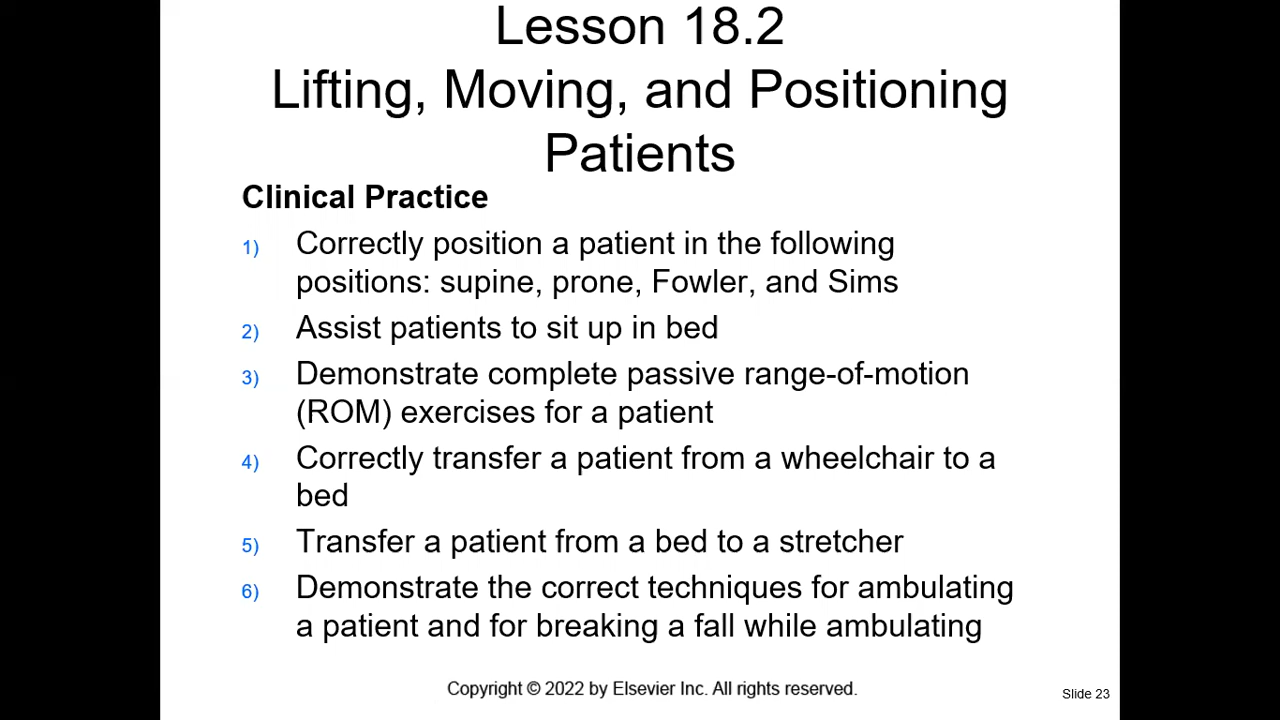 Lesson 18.2
Lifting, Moving, and Positioning
Patients
Clinical Practice
1) Correctly position a patient in the following
positions: supine, prone, Fowler, and Sims
2) Assist patients to sit up in bed
3) Demonstrate complete passive range-of-motion
(ROM) exercises for a patient
4) Correctly transfer a patient from a wheelchair to a
bed
5) Transfer a patient from a bed to a stretcher
6) Demonstrate the correct techniques for ambulating
a patient and for breaking a fall while ambulating
Copyright © 2022 by Elsevier Inc. All rights reserved.
Slide 23